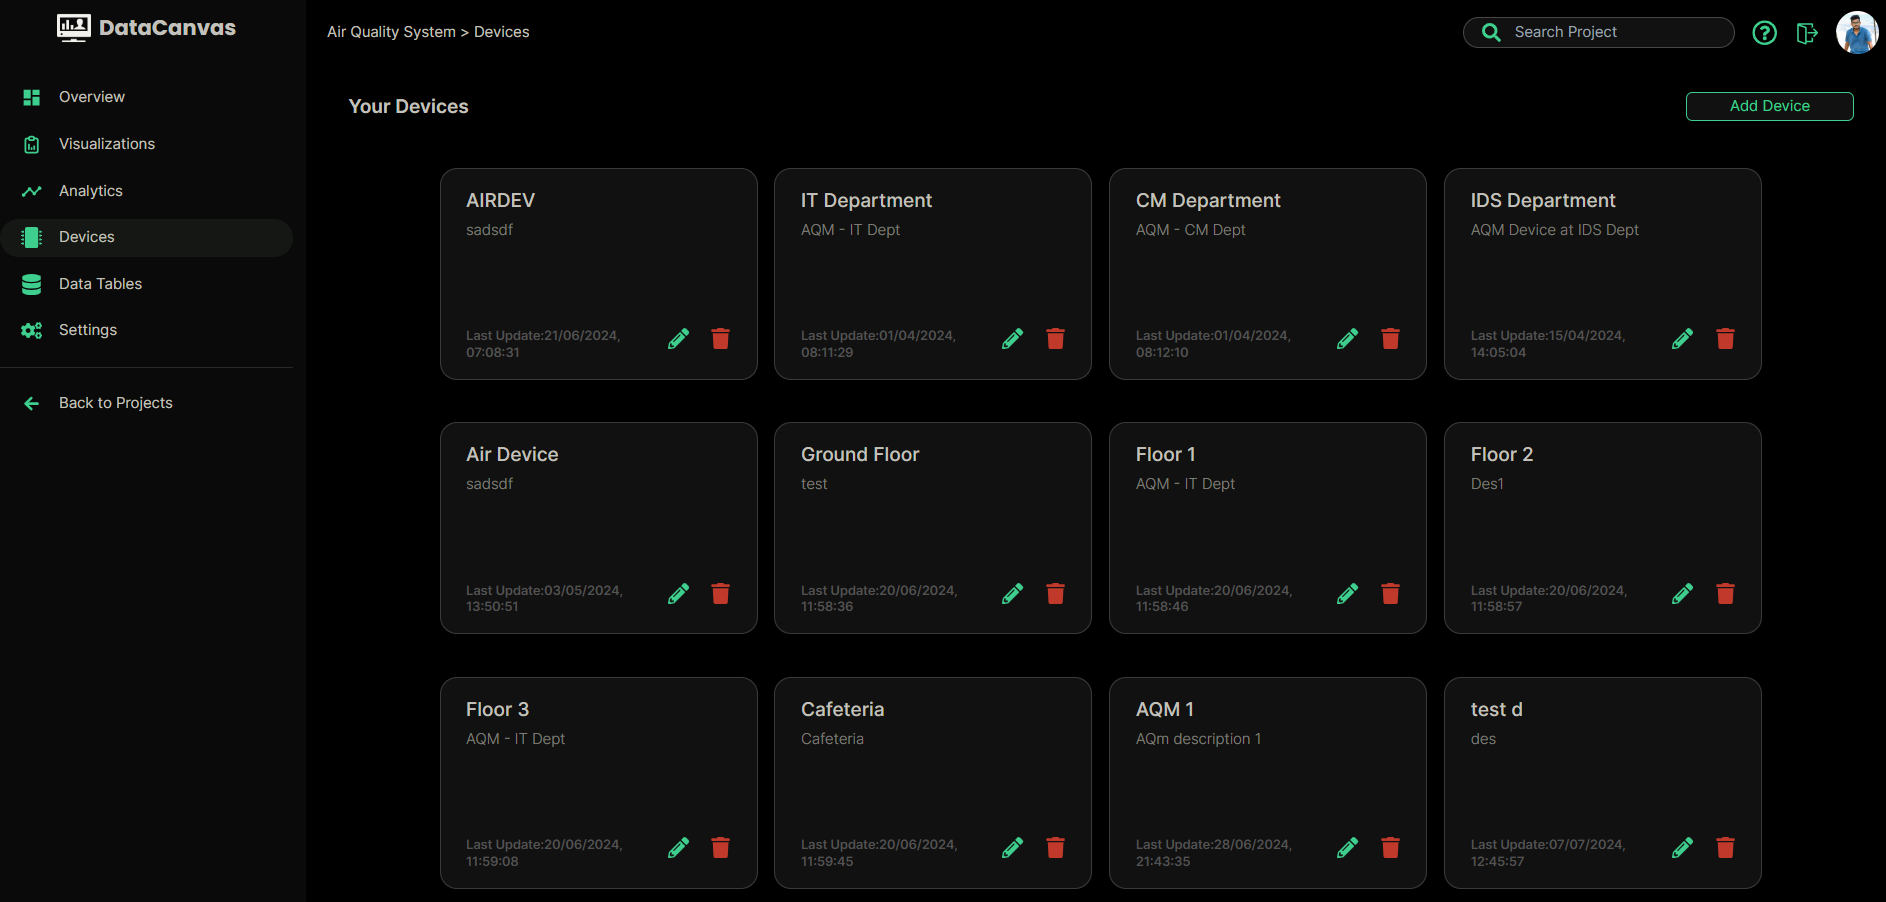 DataCanvas
Air Quality System > Devices
Search Project
Overview
Visualizations
Analytics
Devices
Data Tables
Settings
Back to Projects
Your Devices
Add Device
AIRDEV
sadsdf
Last Update:21/06/2024,
07:08:31
IT Department
AQM - IT Dept
Last Update:01/04/2024,
08:11:29
CM Department
AQM - CM Dept
Last Update:01/04/2024,
08:12:10
IDS Department
AQM Device at IDS Dept
Last Update:15/04/2024,
14:05:04
Air Device
sadsdf
Last Update:03/05/2024,
13:50:51
Ground Floor
test
Last Update:20/06/2024,
11:58:36
Floor 1
AQM - IT Dept
Last Update:20/06/2024,
11:58:46
Floor 2
Des1
Last Update:20/06/2024,
11:58:57
Floor 3
AQM - IT Dept
Last Update:20/06/2024,
11:59:08
Cafeteria
Cafeteria
Last Update:20/06/2024,
11:59:45
AQM 1
AQm description 1
Last Update:28/06/2024,
21:43:35
test d
des
Last Update:07/07/2024,
12:45:57